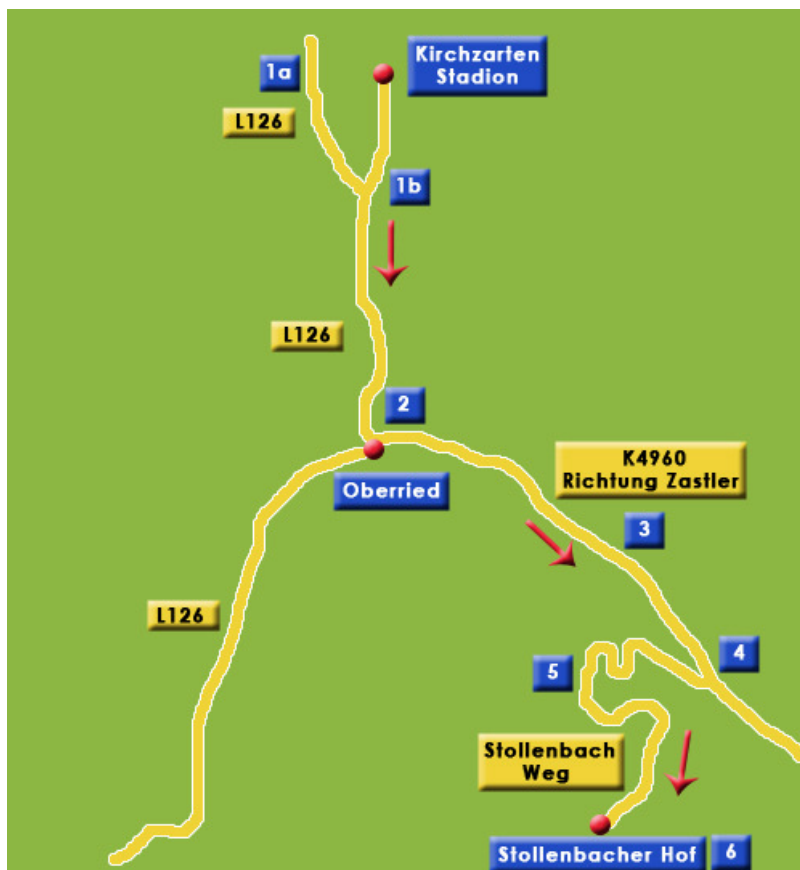 1a
Kirchzarten
Stadion
L126
1b
L126
2
K4960
Richtung Zastler
Oberried
3
L126
4
5
Stollenbach
Weg
Stollenbacher Hof
6